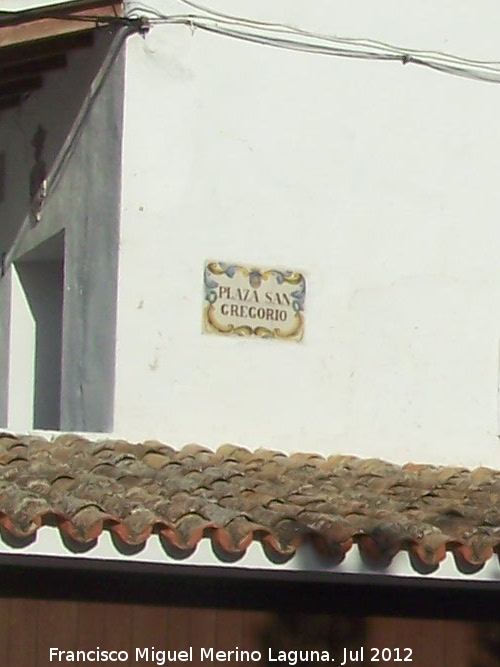 PLAZA SAN
GREGORIO
Francisco Miguel Merino Laguna. Jul 2012